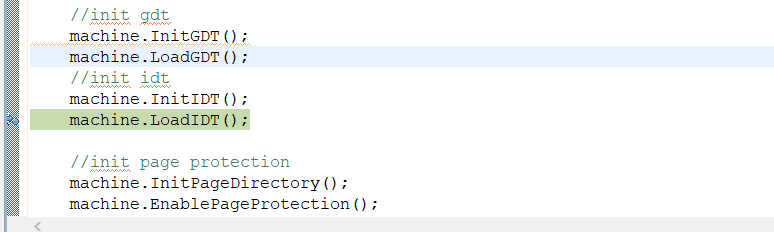 //init gdt
machine.InitGDT();
machine.LoadGDT();
//init idt
machine.InitIDT();
machine.LoadIDT();
//init page protection
machine.InitPageDirectory();
machine.EnablePageProtection();